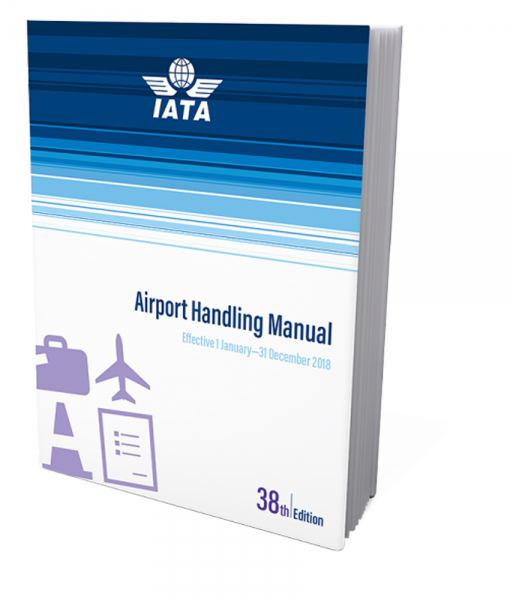 IATA
Airport Handling Manual
Effective 1 January—31 December 2018
38th Edition